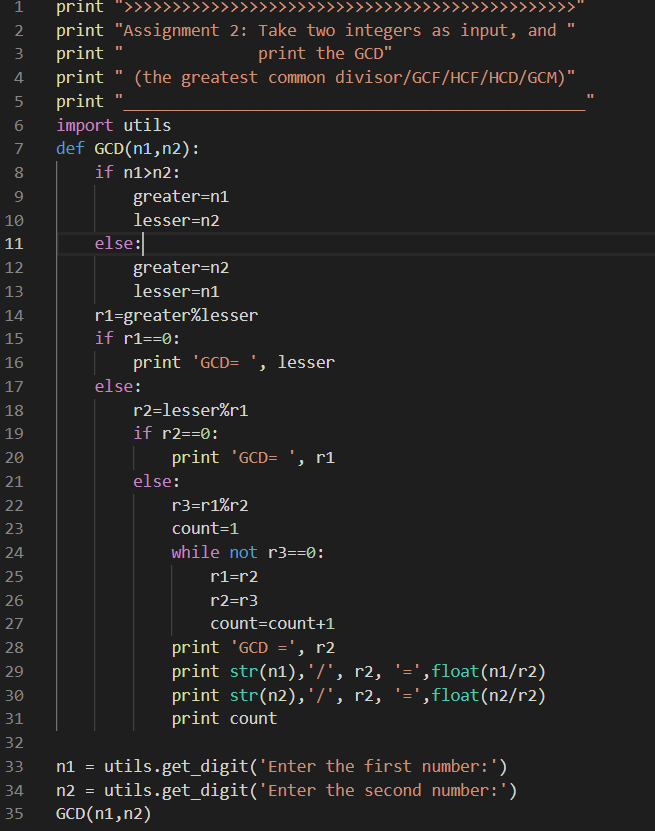 1 print ">>>>>>>>>>>>>>>>>>>>>>>>>>>>>>>>>>>>>>>>>>>>>>>"
2 print "Assignment 2: Take two integers as input, and "
3 print "              print the GCD"
4 print " (the greatest common divisor/GCF/HCF/HCD/GCM)"
5 print "________________________________________________"
6 import utils
7 def GCD(n1,n2):
8     if n1>n2:
9         greater=n1
10         lesser=n2
11     else:
12         greater=n2
13         lesser=n1
14     r1=greater%lesser
15     if r1==0:
16         print 'GCD= ', lesser
17     else:
18         r2=lesser%r1
19         if r2==0:
20             print 'GCD= ', r1
21         else:
22             r3=r1%r2
23             count=1
24             while not r3==0:
25                 r1=r2
26                 r2=r3
27                 count=count+1
28             print 'GCD =', r2
29             print str(n1),'/', r2, '=',float(n1/r2)
30             print str(n2),'/', r2, '=',float(n2/r2)
31             print count
32
33 n1 = utils.get_digit('Enter the first number:')
34 n2 = utils.get_digit('Enter the second number:')
35 GCD(n1,n2)